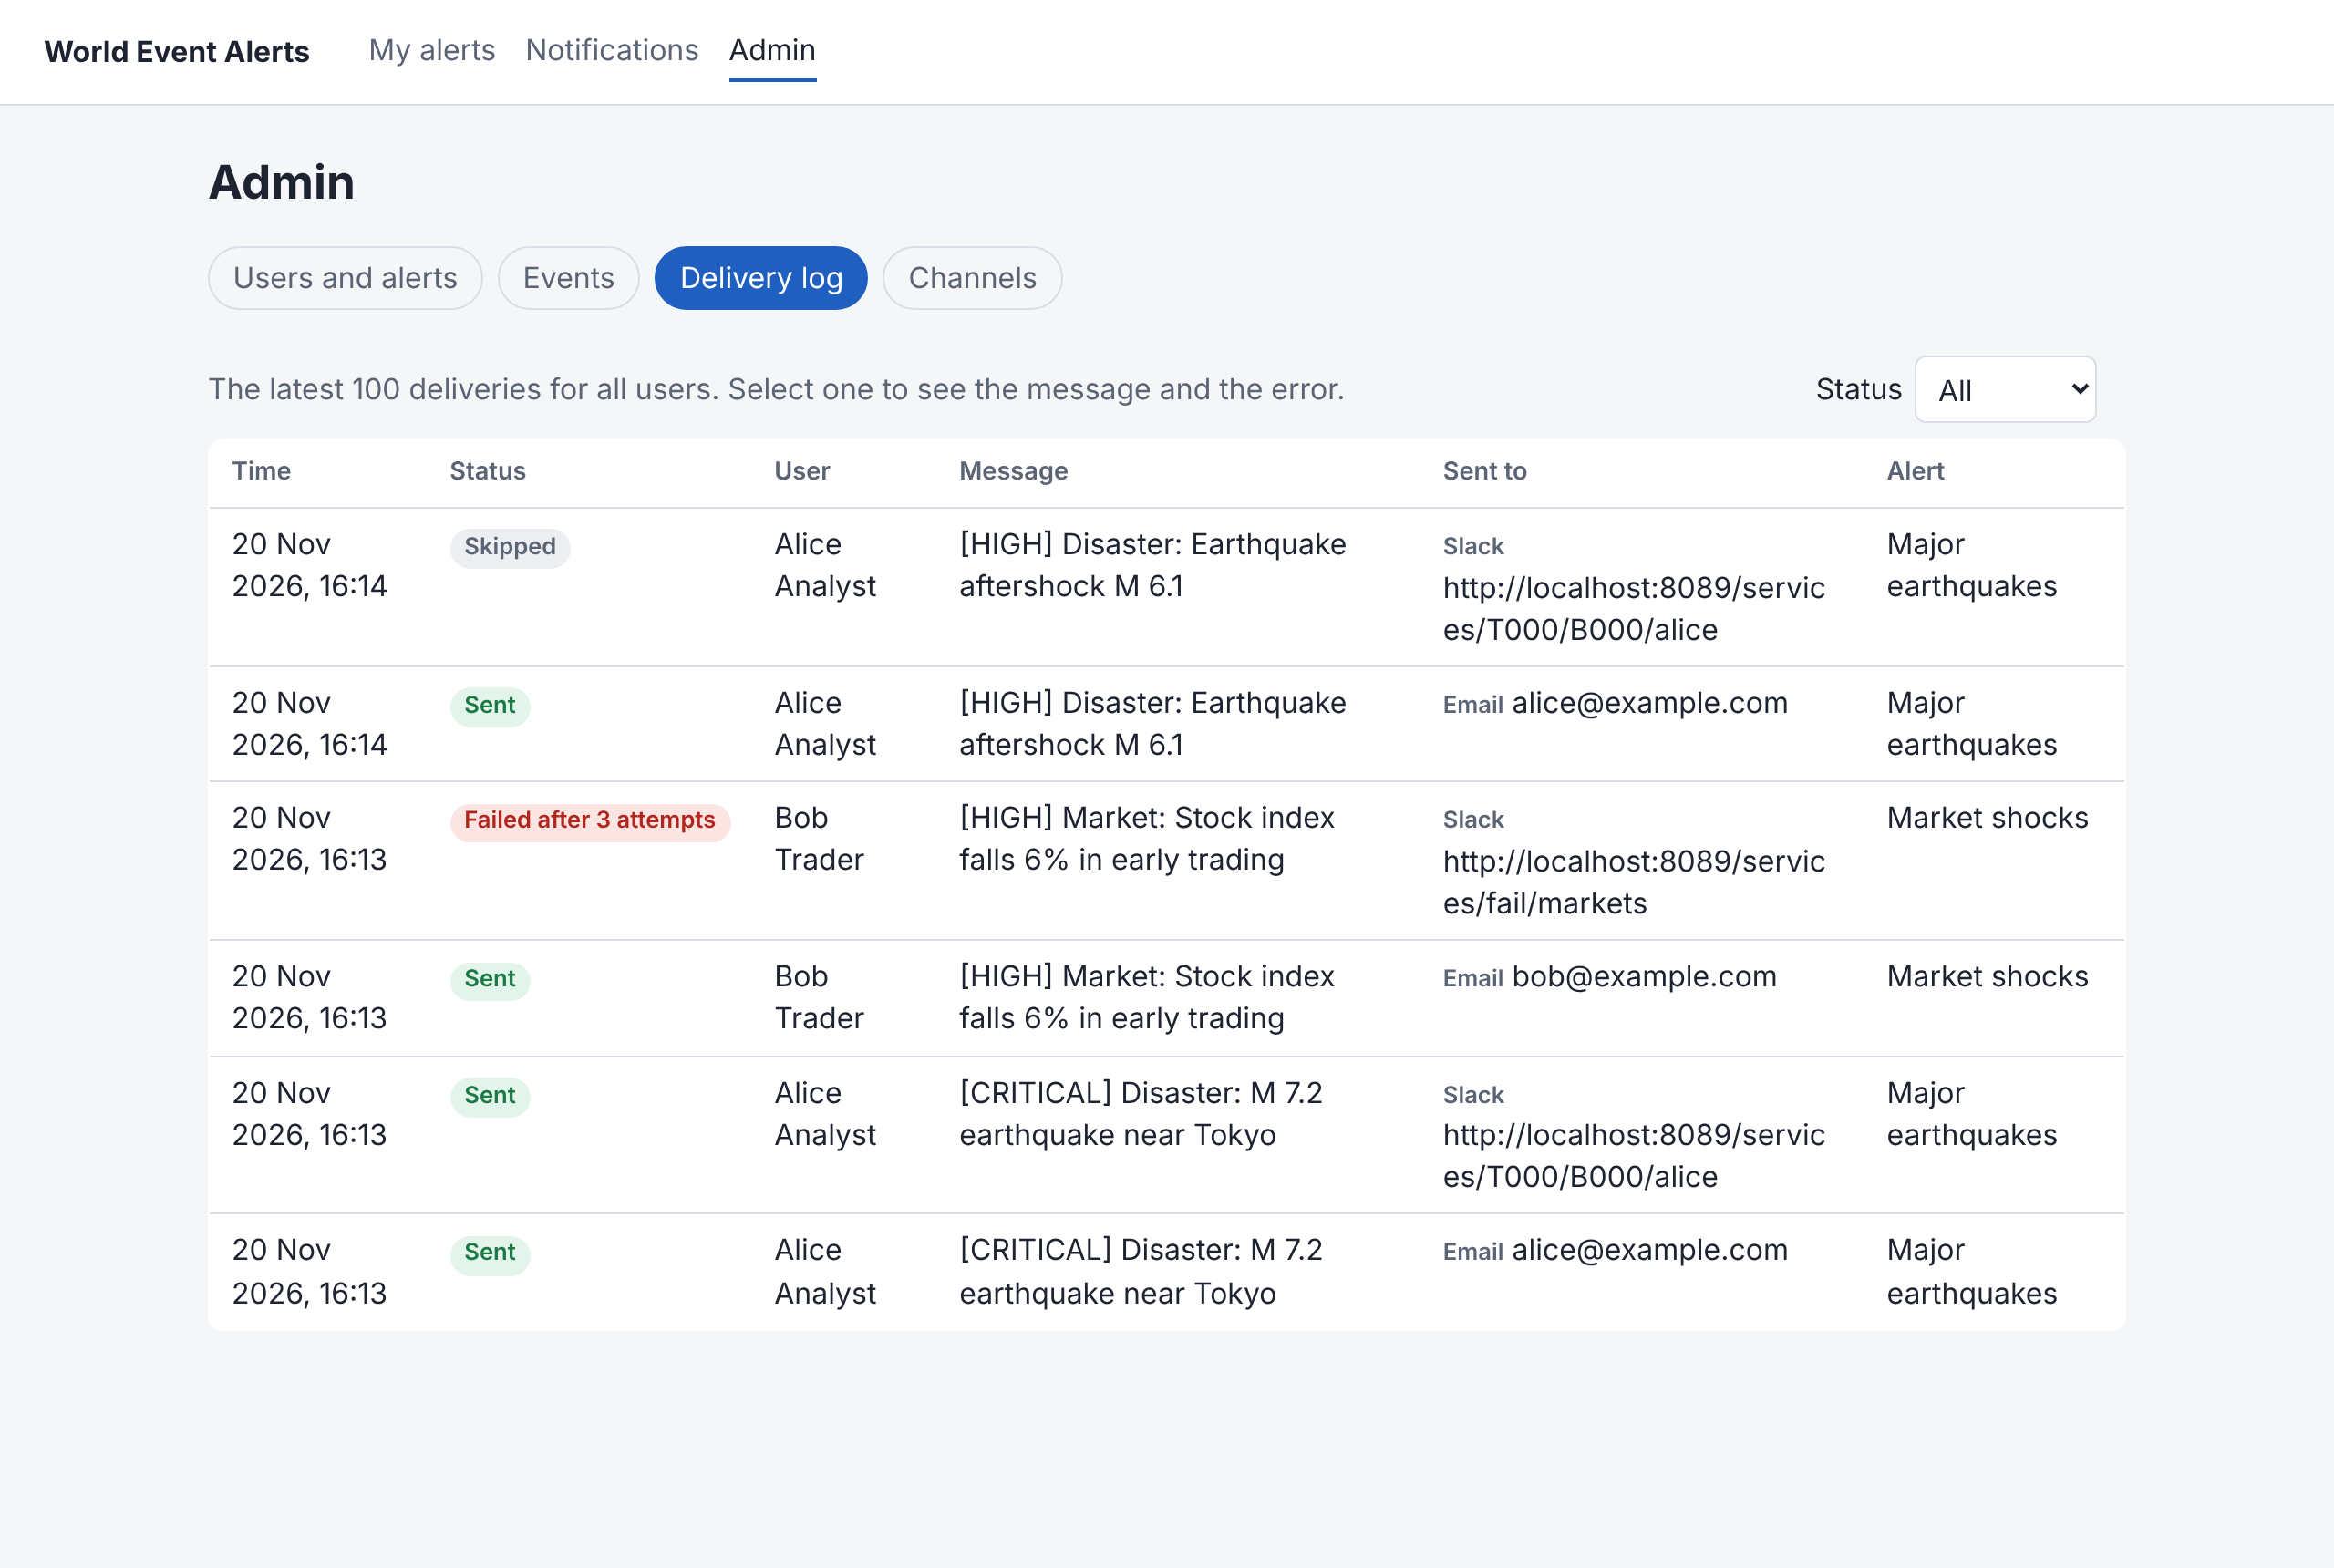 World Event Alerts My alerts Notifications Admin
Admin
Users and alerts Events Delivery log Channels
The latest 100 deliveries for all users. Select one to see the message and the error. Status All
Time Status User Message Sent to Alert
20 Nov Skipped Alice [HIGH] Disaster: Earthquake Slack Major
2026, 16:14 Analyst aftershock M 6.1 http://localhost:8089/servic earthquakes
es/T000/B000/alice
20 Nov Sent Alice [HIGH] Disaster: Earthquake Email alice@example.com Major
2026, 16:14 Analyst aftershock M 6.1 earthquakes
20 Nov Failed after 3 attempts Bob [HIGH] Market: Stock index Slack Market shocks
2026, 16:13 Trader falls 6% in early trading http://localhost:8089/servic
es/fail/markets
20 Nov Sent Bob [HIGH] Market: Stock index Email bob@example.com Market shocks
2026, 16:13 Trader falls 6% in early trading
20 Nov Sent Alice [CRITICAL] Disaster: M 7.2 Slack Major
2026, 16:13 Analyst earthquake near Tokyo http://localhost:8089/servic earthquakes
es/T000/B000/alice
20 Nov Sent Alice [CRITICAL] Disaster: M 7.2 Email alice@example.com Major
2026, 16:13 Analyst earthquake near Tokyo earthquakes